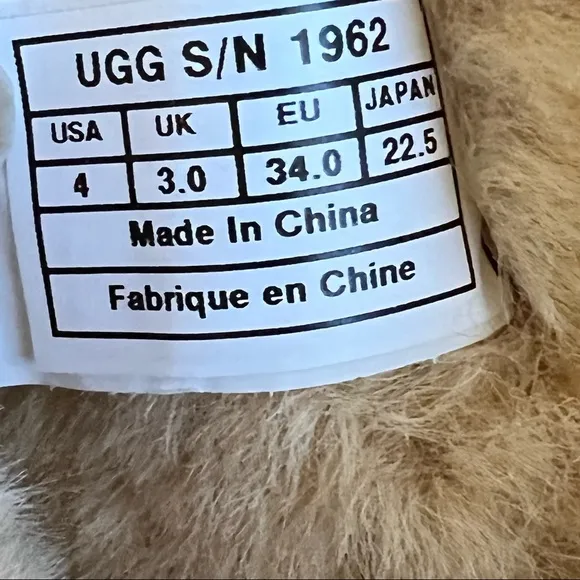 UGG S/N 1962
USA UK EU JAPAN
4 3.0 34.0 22.5
Made In China
Fabrique en Chine